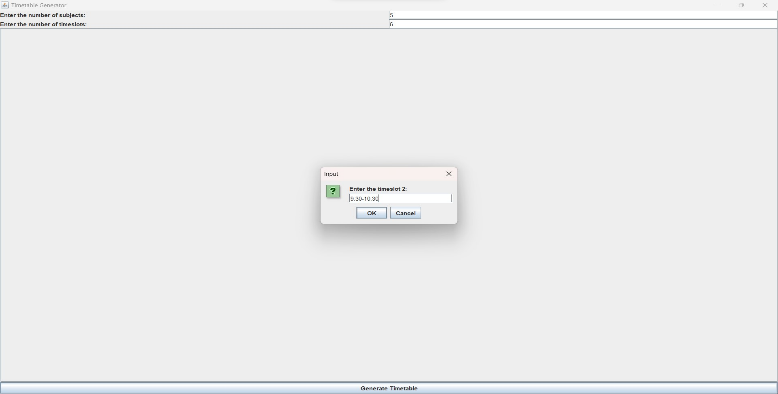 Timetable Generator
Enter the number of subjects: 5
Enter the number of timeslots: 6
Input
?
Enter the timeslot 2:
9.30-10.30
OK Cancel
Generate Timetable